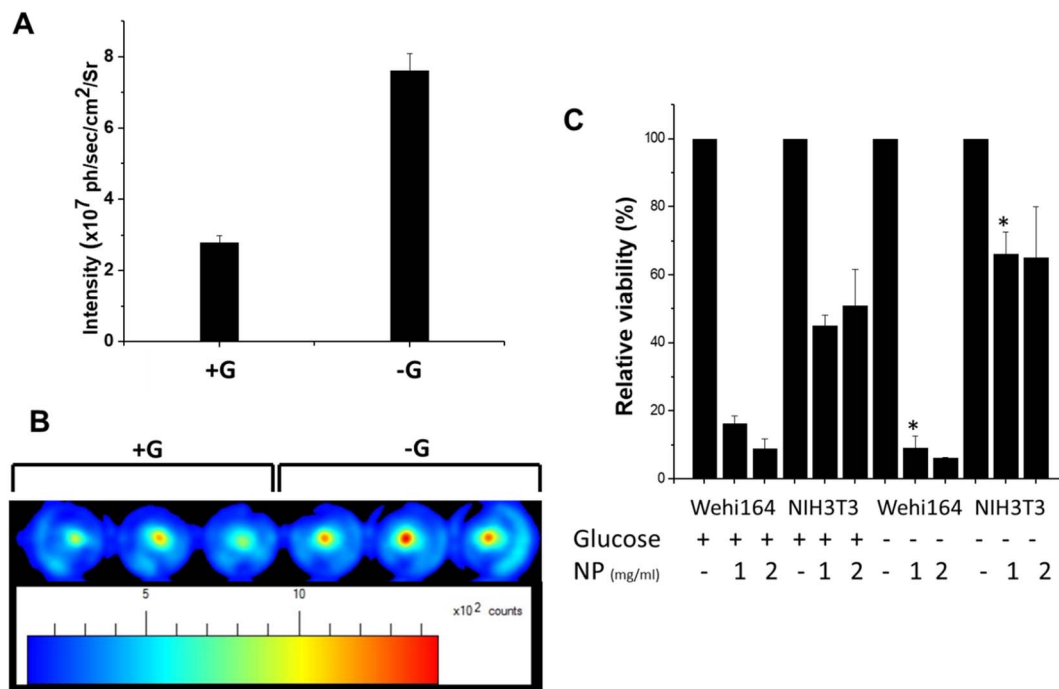 A
Intensity (x10⁷ ph/sec/cm²/Sr)
8
6
4
2
0
+G
-G
B
+G
-G
5
10
x10² counts
C
Relative viability (%)
100
80
60
40
20
0
*
*
Wehi164 NIH3T3 Wehi164 NIH3T3
Glucose + + + + + + - - - - - -
NP (mg/ml) - 1 2 - 1 2 - 1 2 - 1 2